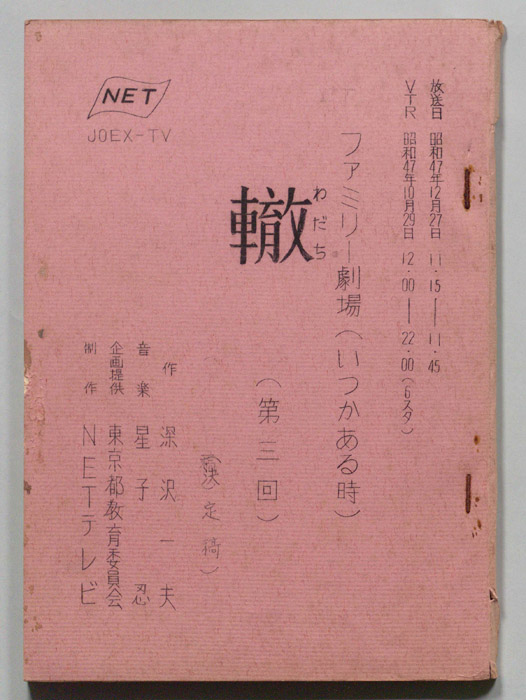 放送日 昭和47年12月27日 11・15——11・45
VTR 昭和47年10月29日 12・00——22・00(6スタ)
ファミリー劇場(いつかある時)
わだち
轍
(第三回)
(決定稿)
作 深沢一夫
音楽 星子 忍
企画提供 東京都教育委員会
制作 NETテレビ
NET
JOEX-TV